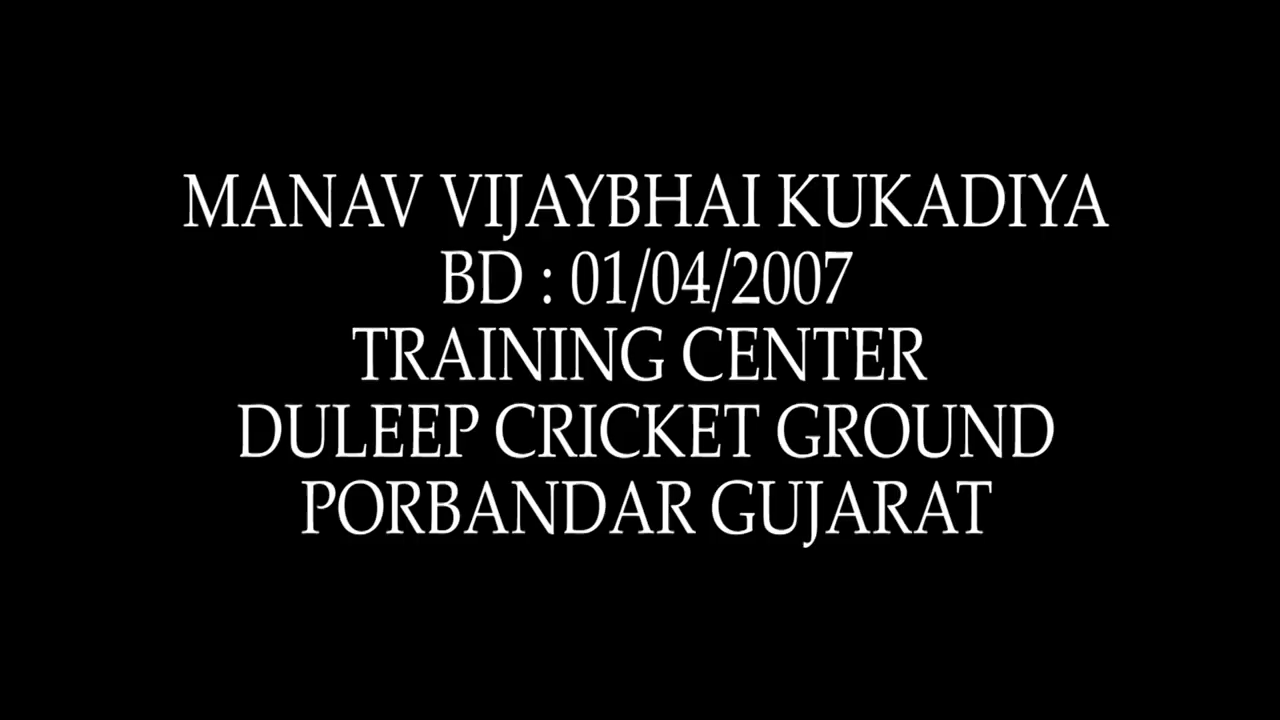 MANAV VIJAYBHAI KUKADIYA
BD : 01/04/2007
TRAINING CENTER
DULEEP CRICKET GROUND
PORBANDAR GUJARAT